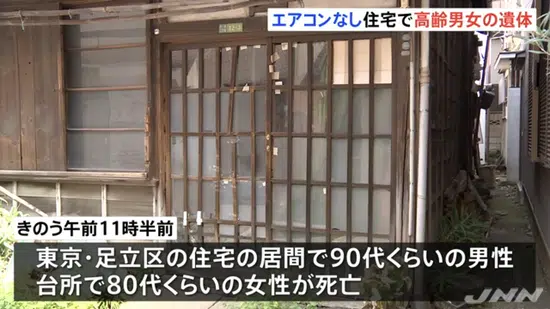 エアコンなし住宅で高齢男女の遺体
きのう午前11時半前
東京・足立区の住宅の居間で90代くらいの男性
台所で80代くらいの女性が死亡
JNN